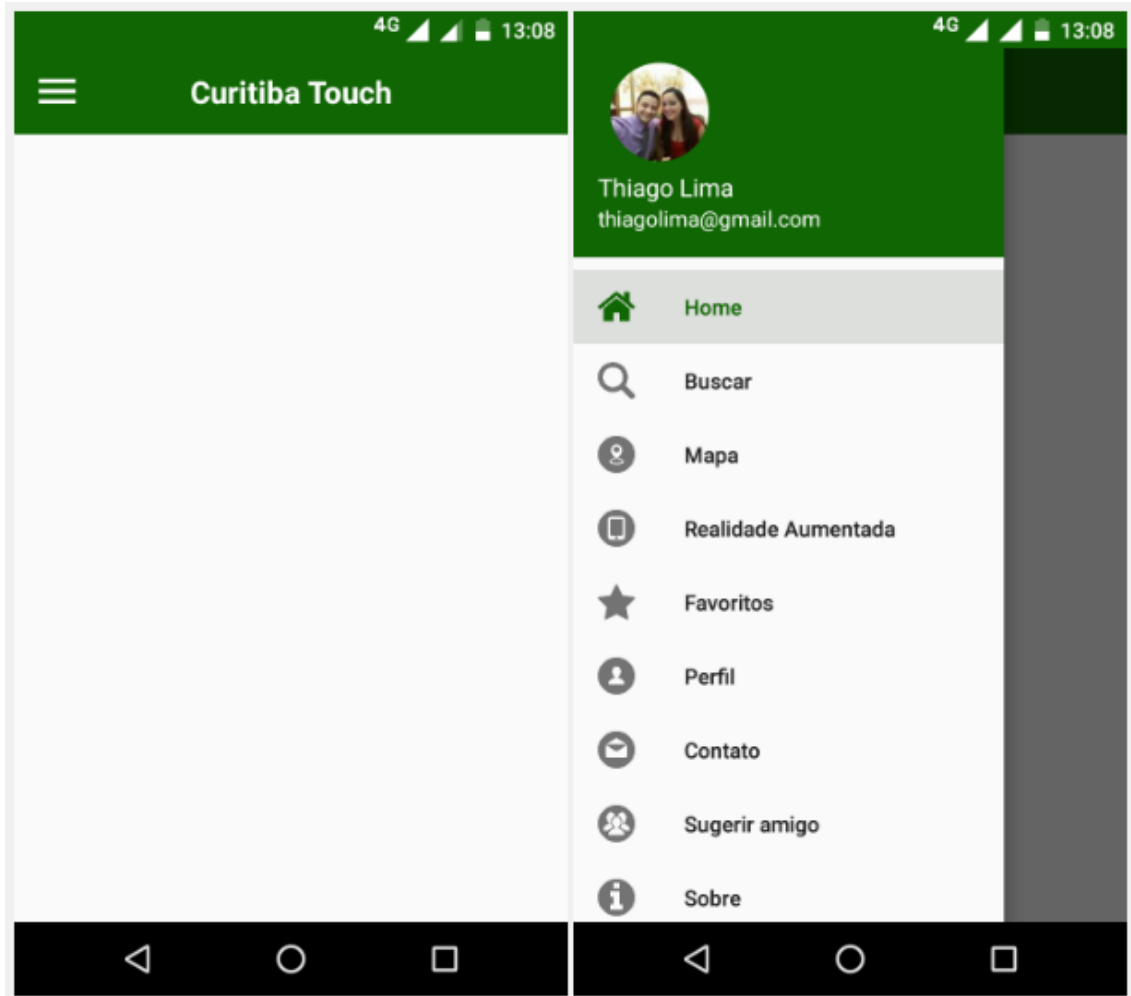 4G 13:08
Curitiba Touch
4G 13:08
Thiago Lima
thiagolima@gmail.com
Home
Buscar
Mapa
Realidade Aumentada
Favoritos
Perfil
Contato
Sugerir amigo
Sobre